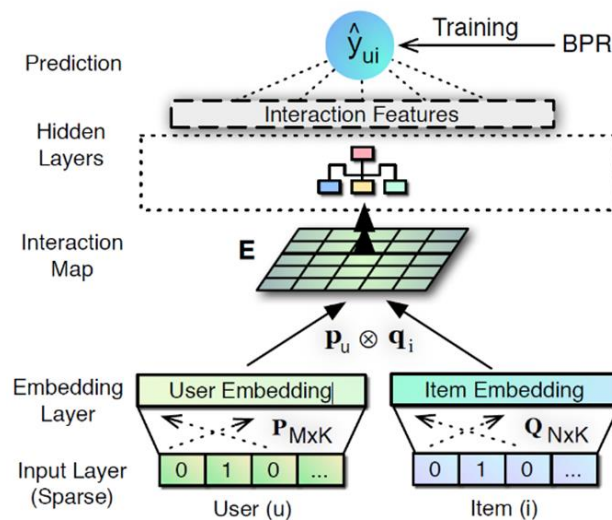 ŷui
Training
BPR
Prediction
Interaction Features
Hidden
Layers
Interaction
Map
E
pu ⊗ qi
Embedding
Layer
User Embedding
Item Embedding
PMxK
QNxK
Input Layer
(Sparse)
0 1 0 ...
0 1 0 ...
User (u)
Item (i)